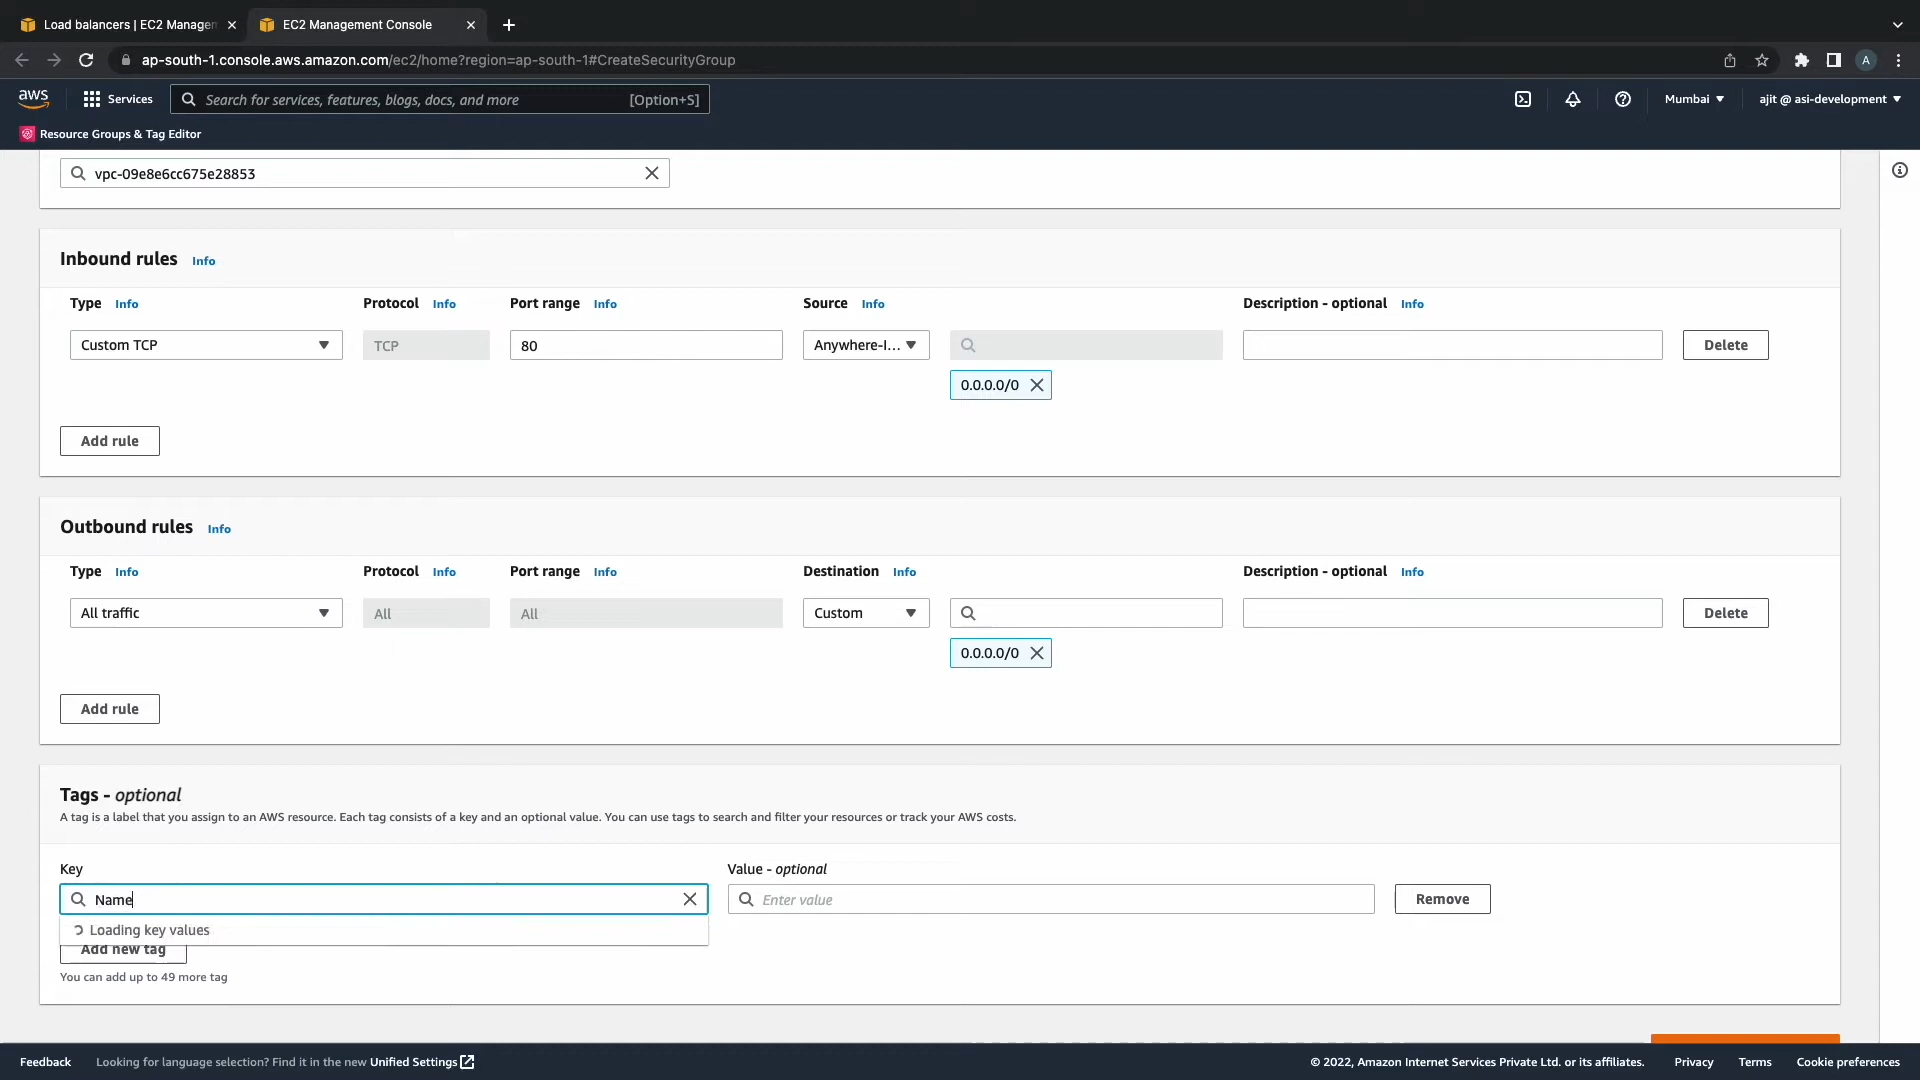 Load balancers | EC2 Managem
EC2 Management Console
ap-south-1.console.aws.amazon.com/ec2/home?region=ap-south-1#CreateSecurityGroup
A
aws
Services
Search for services, features, blogs, docs, and more
[Option+S]
Mumbai
ajit @ asi-development
Resource Groups & Tag Editor
vpc-09e8e6cc675e28853
Inbound rules Info
Type Info
Protocol Info
Port range Info
Source Info
Description - optional Info
Custom TCP
TCP
80
Anywhere-I...
Delete
0.0.0.0/0
Add rule
Outbound rules Info
Type Info
Protocol Info
Port range Info
Destination Info
Description - optional Info
All traffic
All
All
Custom
Delete
0.0.0.0/0
Add rule
Tags - optional
A tag is a label that you assign to an AWS resource. Each tag consists of a key and an optional value. You can use tags to search and filter your resources or track your AWS costs.
Key
Value - optional
Name
Enter value
Remove
Loading key values
Add new tag
You can add up to 49 more tag
Feedback
Looking for language selection? Find it in the new Unified Settings
© 2022, Amazon Internet Services Private Ltd. or its affiliates.
Privacy
Terms
Cookie preferences